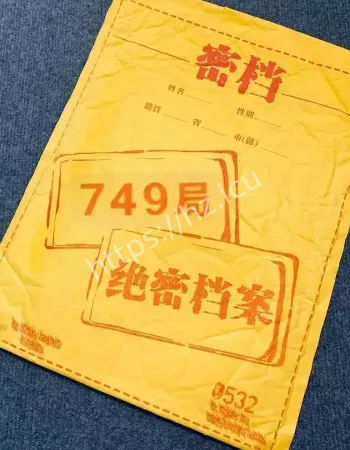 密档
姓名 性别
籍贯 省 市(县)
749局
https://hz.icu
绝密档案
0532